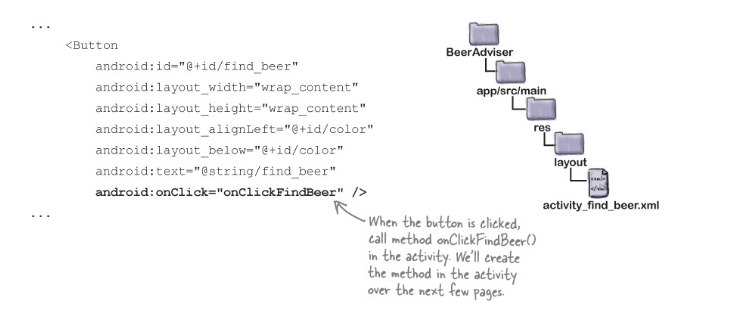 ...
<Button
android:id="@+id/find_beer"
android:layout_width="wrap_content"
android:layout_height="wrap_content"
android:layout_alignLeft="@+id/color"
android:layout_below="@+id/color"
android:text="@string/find_beer"
android:onClick="onClickFindBeer" />
...
When the button is clicked,
call method onClickFindBeer()
in the activity. We'll create
the method in the activity
over the next few pages.
BeerAdviser
app/src/main
res
layout
<xml>
</xml>
activity_find_beer.xml